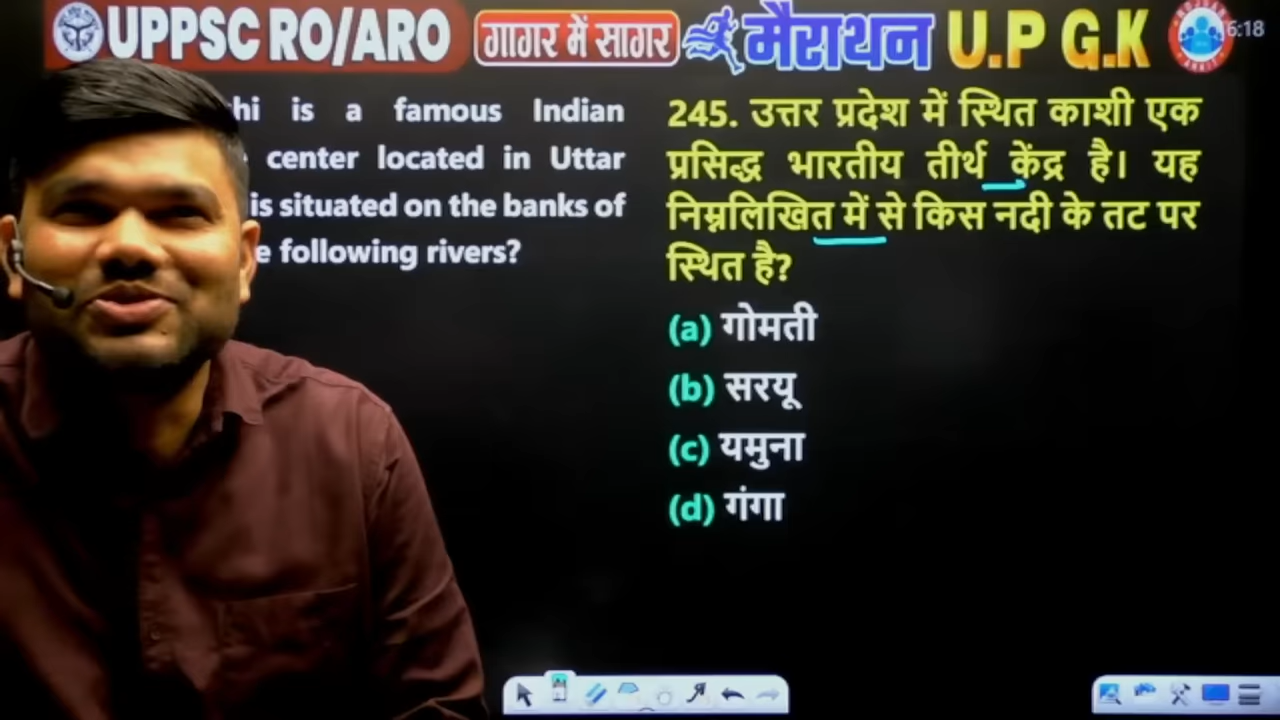 UPPSC RO/ARO गागर में सागर मैराथन U.P G.K
6:18
is a famous Indian
center located in Uttar
is situated on the banks of
following rivers?
245. उत्तर प्रदेश में स्थित काशी एक
प्रसिद्ध भारतीय तीर्थ केंद्र है। यह
निम्नलिखित में से किस नदी के तट पर
स्थित है?
(a) गोमती
(b) सरयू
(c) यमुना
(d) गंगा